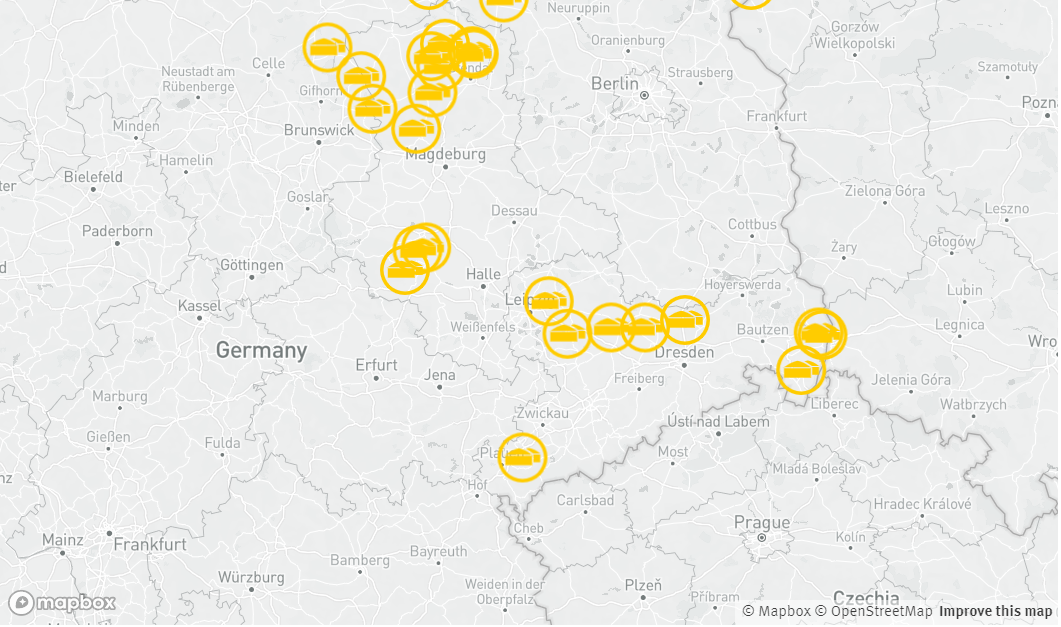 Neuruppin
Gorzów
Wielkopolski
Oranienburg
Celle
Neustadt am
Rübenberge
Strausberg
Szamotuły
Berlin
Gifhorn
Pozna
Frankfurt
Minden
Brunswick
Magdeburg
Hamelin
Bielefeld
ter
Goslar
Zielona Góra
Leszno
Dessau
Paderborn
Cottbus
Głogów
Żary
Göttingen
Halle
Hoyerswerda
Lubin
Kassel
Weißenfels
Bautzen
Legnica
Wro
Germany
Dresden
Erfurt
Jena
Freiberg
Jelenia Góra
Marburg
Liberec
Wałbrzych
Zwickau
Ústí nad Labem
Gießen
Fulda
Most
Mladá Boleslav
Hof
Carlsbad
Hradec Králové
Prague
Cheb
Mainz
Frankfurt
Kolín
Bayreuth
Bamberg
Würzburg
Weiden in der
Oberpfalz
Plzeň
Příbram
Czechia
mapbox
© Mapbox © OpenStreetMap Improve this map